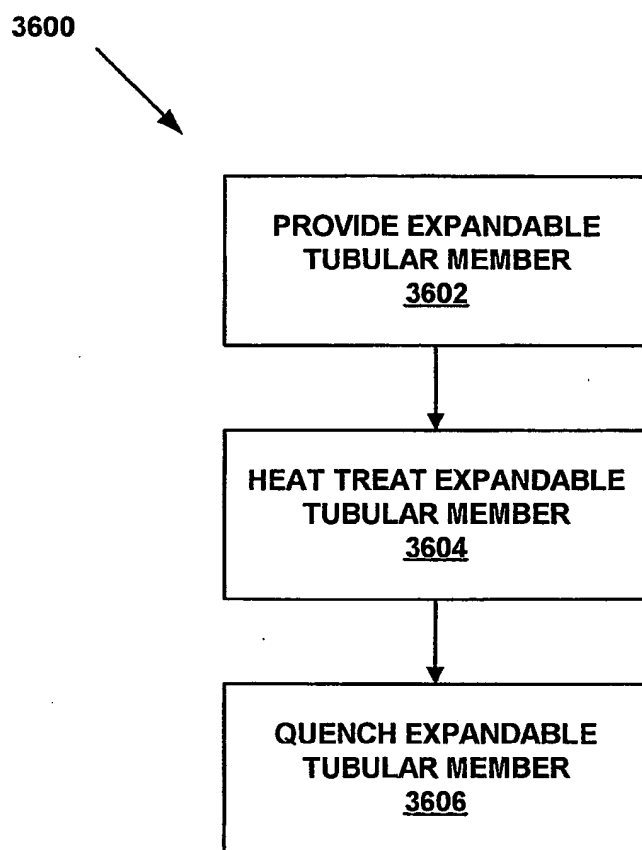 3600
PROVIDE EXPANDABLE
TUBULAR MEMBER
3602
HEAT TREAT EXPANDABLE
TUBULAR MEMBER
3604
QUENCH EXPANDABLE
TUBULAR MEMBER
3606